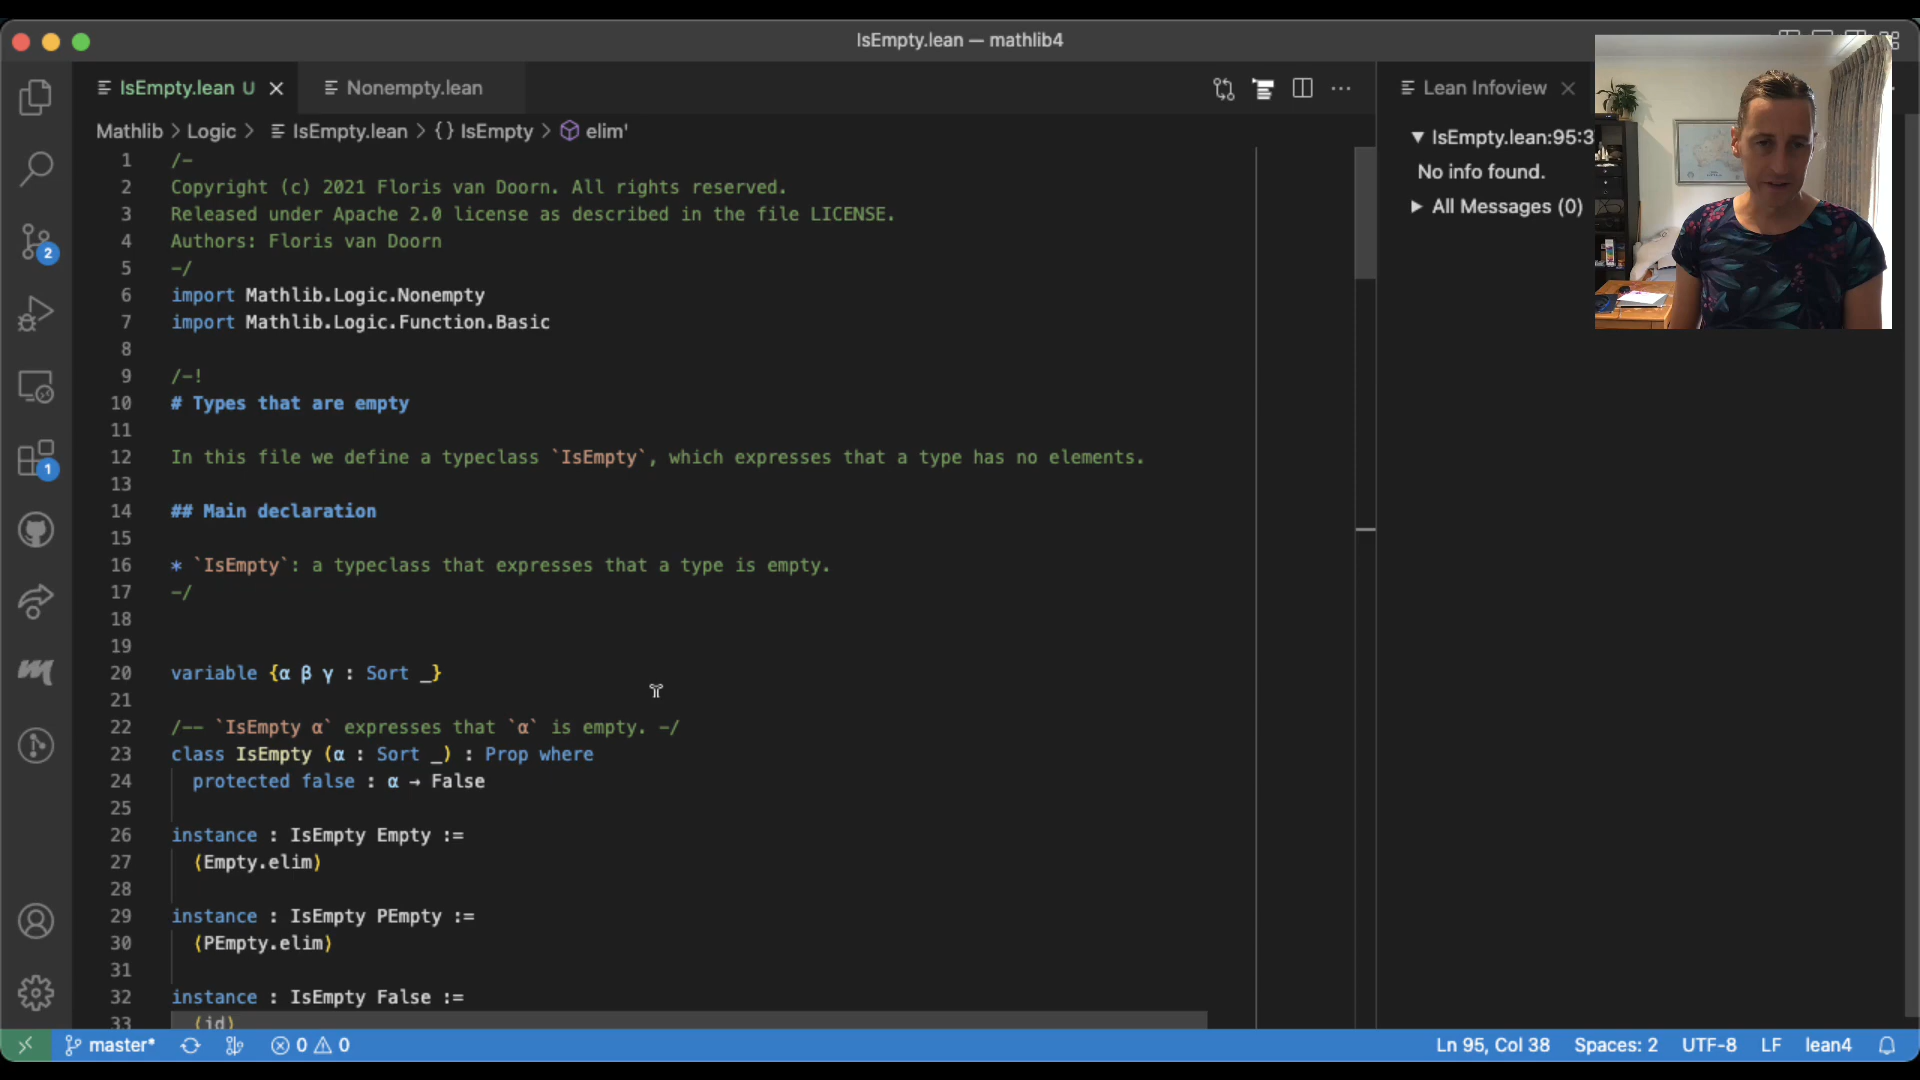 IsEmpty.lean — mathlib4
IsEmpty.lean U
Nonempty.lean
Lean Infoview
Mathlib > Logic > IsEmpty.lean > {} IsEmpty > elim'
IsEmpty.lean:95:3
No info found.
All Messages (0)
1 /-
2 Copyright (c) 2021 Floris van Doorn. All rights reserved.
3 Released under Apache 2.0 license as described in the file LICENSE.
4 Authors: Floris van Doorn
5 -/
6 import Mathlib.Logic.Nonempty
7 import Mathlib.Logic.Function.Basic
8
9 /-!
10 # Types that are empty
11
12 In this file we define a typeclass `IsEmpty`, which expresses that a type has no elements.
13
14 ## Main declaration
15
16 * `IsEmpty`: a typeclass that expresses that a type is empty.
17 -/
18
19
20 variable {α β γ : Sort _}
21
22 /-- `IsEmpty α` expresses that `α` is empty. -/
23 class IsEmpty (α : Sort _) : Prop where
24 protected false : α → False
25
26 instance : IsEmpty Empty :=
27 ⟨Empty.elim⟩
28
29 instance : IsEmpty PEmpty :=
30 ⟨PEmpty.elim⟩
31
32 instance : IsEmpty False :=
33 ⟨id⟩
2
1
master* 0 0 Ln 95, Col 38 Spaces: 2 UTF-8 LF lean4